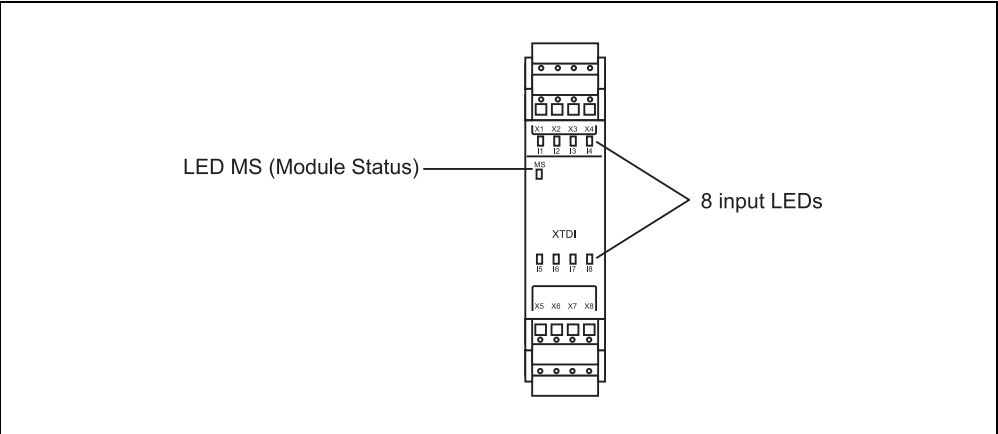 X1 X2 X3 X4
I1 I2 I3 I4
LED MS (Module Status)
MS
8 input LEDs
XTDI
I5 I6 I7 I8
X5 X6 X7 X8